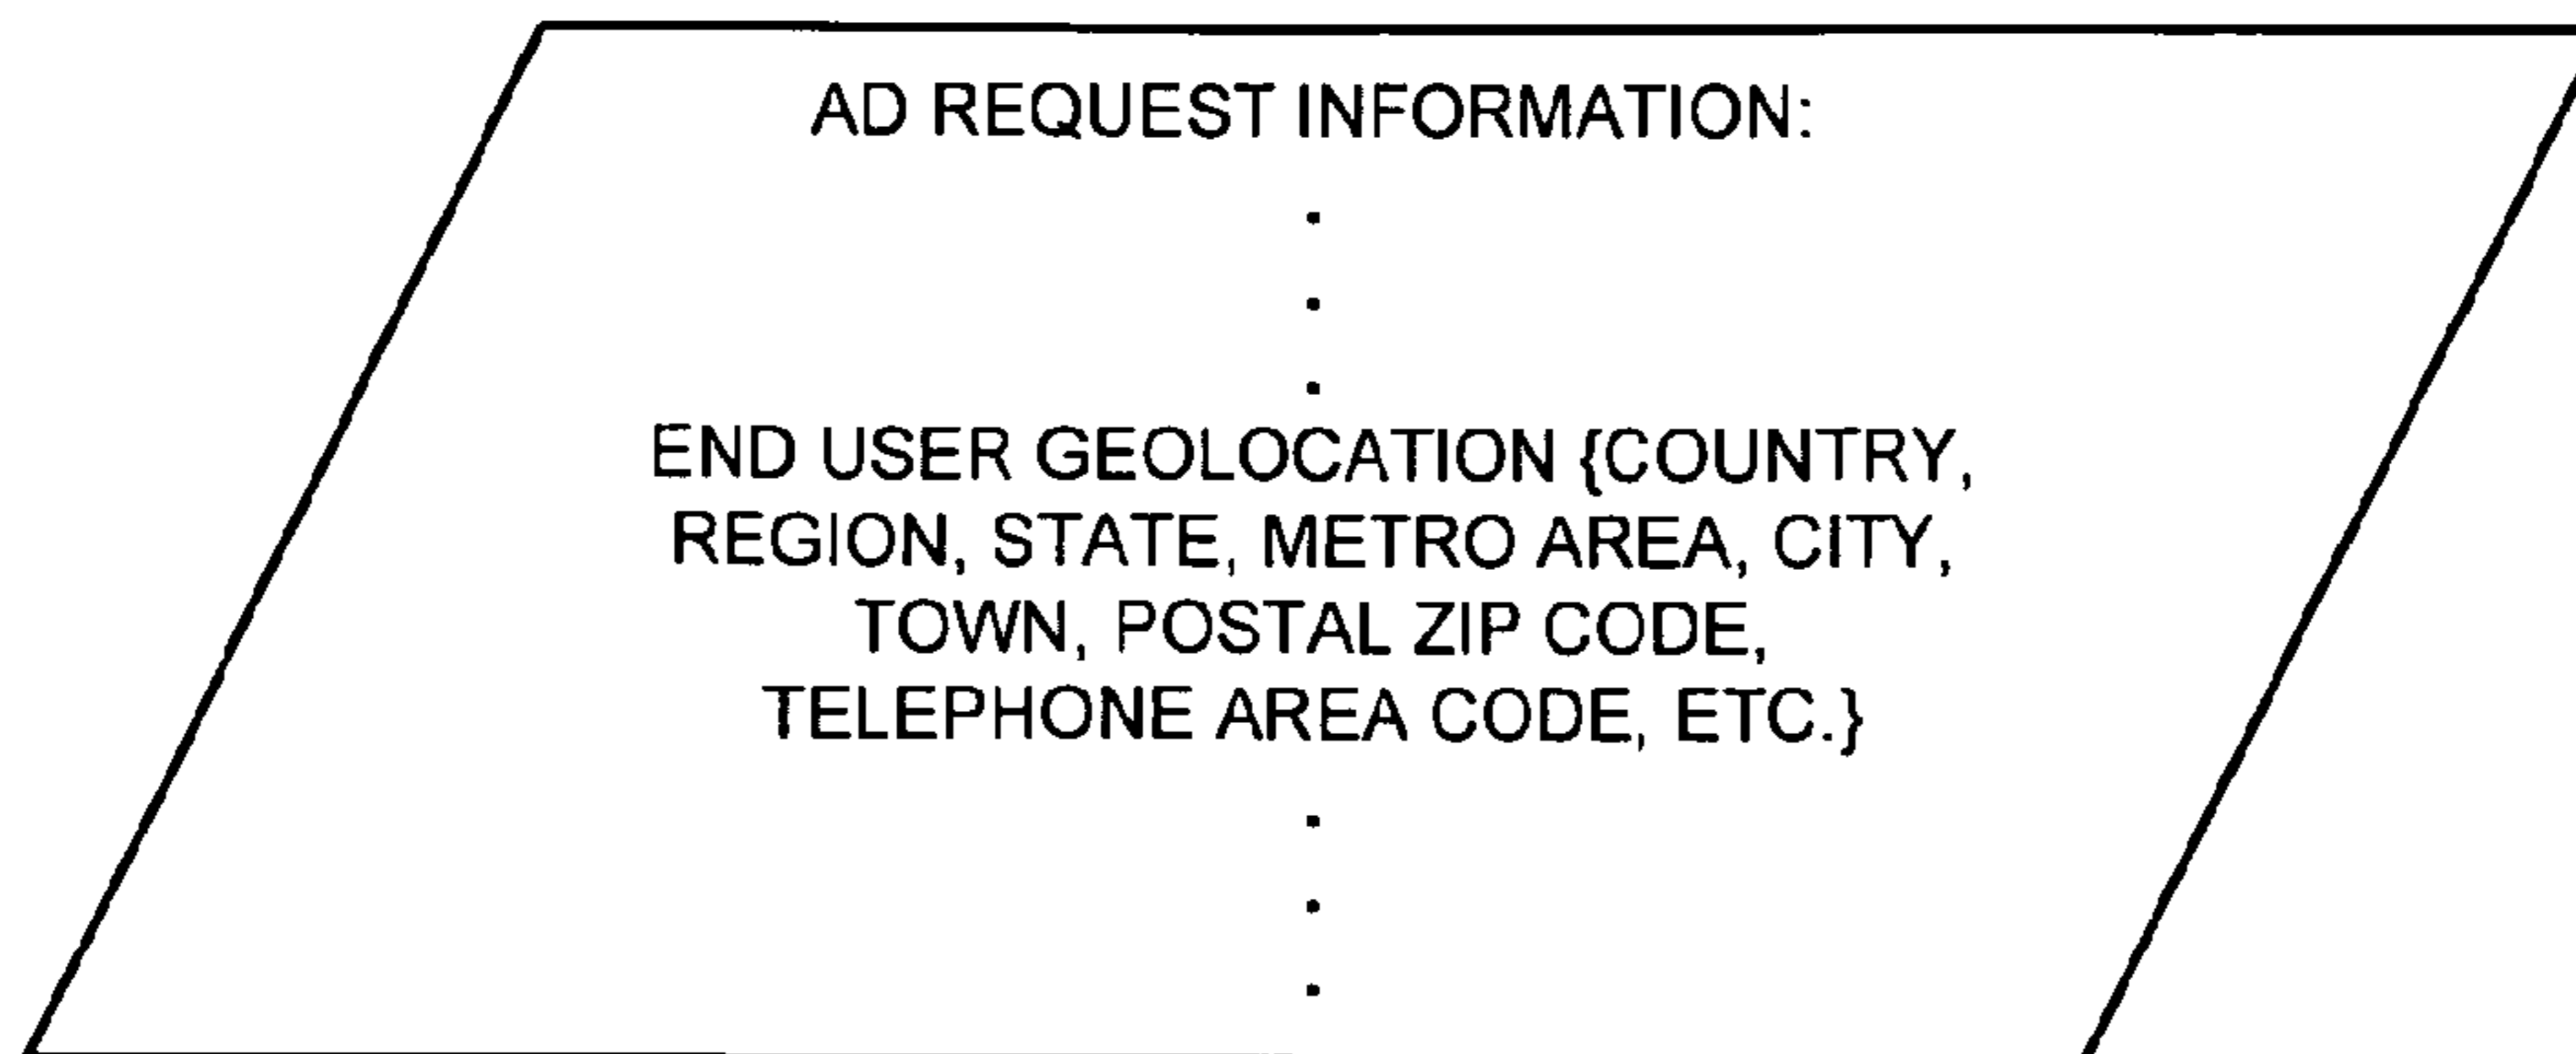 AD REQUEST INFORMATION:
.
.
.
END USER GEOLOCATION {COUNTRY,
REGION, STATE, METRO AREA, CITY,
TOWN, POSTAL ZIP CODE,
TELEPHONE AREA CODE, ETC.}
.
.
.